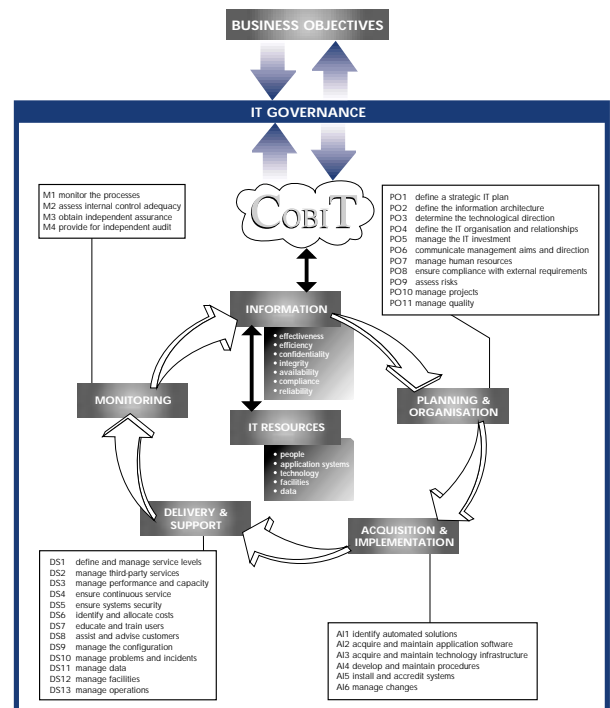 BUSINESS OBJECTIVES
IT GOVERNANCE
COBIT
M1 monitor the processes
M2 assess internal control adequacy
M3 obtain independent assurance
M4 provide for independent audit
PO1 define a strategic IT plan
PO2 define the information architecture
PO3 determine the technological direction
PO4 define the IT organisation and relationships
PO5 manage the IT investment
PO6 communicate management aims and direction
PO7 manage human resources
PO8 ensure compliance with external requirements
PO9 assess risks
PO10 manage projects
PO11 manage quality
INFORMATION
• effectiveness
• efficiency
• confidentiality
• integrity
• availability
• compliance
• reliability
MONITORING
PLANNING &
ORGANISATION
IT RESOURCES
• people
• application systems
• technology
• facilities
• data
DELIVERY &
SUPPORT
ACQUISITION &
IMPLEMENTATION
DS1 define and manage service levels
DS2 manage third-party services
DS3 manage performance and capacity
DS4 ensure continuous service
DS5 ensure systems security
DS6 identify and allocate costs
DS7 educate and train users
DS8 assist and advise customers
DS9 manage the configuration
DS10 manage problems and incidents
DS11 manage data
DS12 manage facilities
DS13 manage operations
AI1 identify automated solutions
AI2 acquire and maintain application software
AI3 acquire and maintain technology infrastructure
AI4 develop and maintain procedures
AI5 install and accredit systems
AI6 manage changes